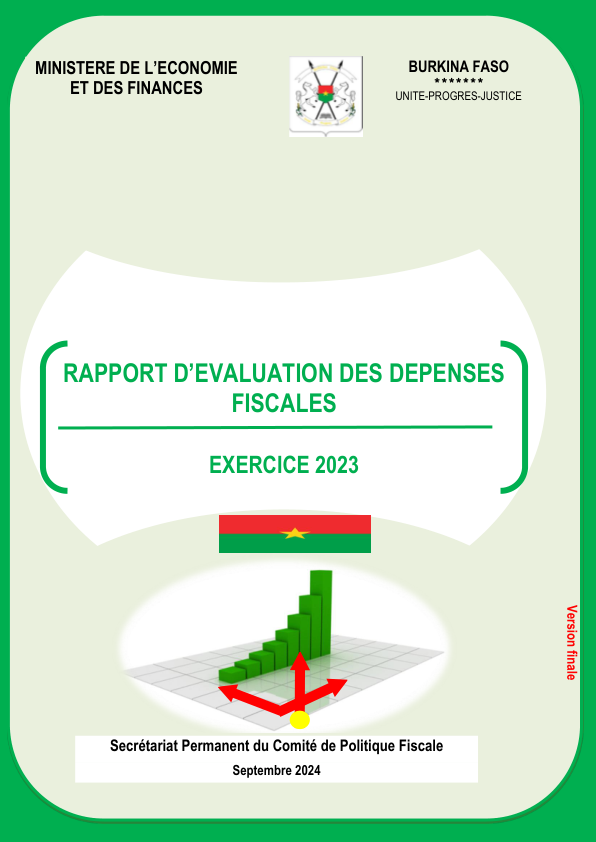 MINISTERE DE L'ECONOMIE
ET DES FINANCES
BURKINA FASO
*******
UNITE-PROGRES-JUSTICE
RAPPORT D'EVALUATION DES DEPENSES
FISCALES
EXERCICE 2023
Version finale
Secrétariat Permanent du Comité de Politique Fiscale
Septembre 2024